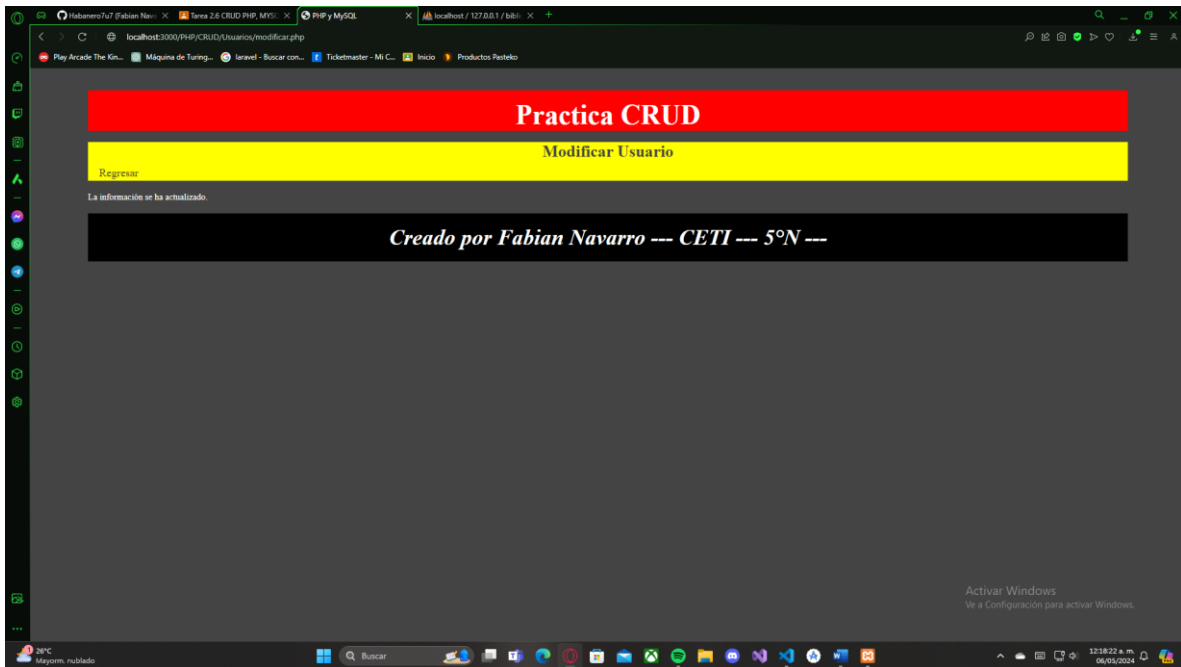 Habanero7u7 (Fabian Nav
Tarea 2.6 CRUD PHP, MYS
PHP y MySQL
localhost / 127.0.0.1 / bibli
localhost:3000/PHP/CRUD/Usuarios/modificar.php
Play Arcade The Kin...
Máquina de Turing...
laravel - Buscar con...
Ticketmaster - Mi C...
Inicio
Productos Pasteko
Practica CRUD
Modificar Usuario
Regresar
La información se ha actualizado.
Creado por Fabian Navarro --- CETI --- 5°N ---
Activar Windows
Ve a Configuración para activar Windows.
1
26°C
Mayorm. nublado
Buscar
12:18:22 a. m.
06/05/2024